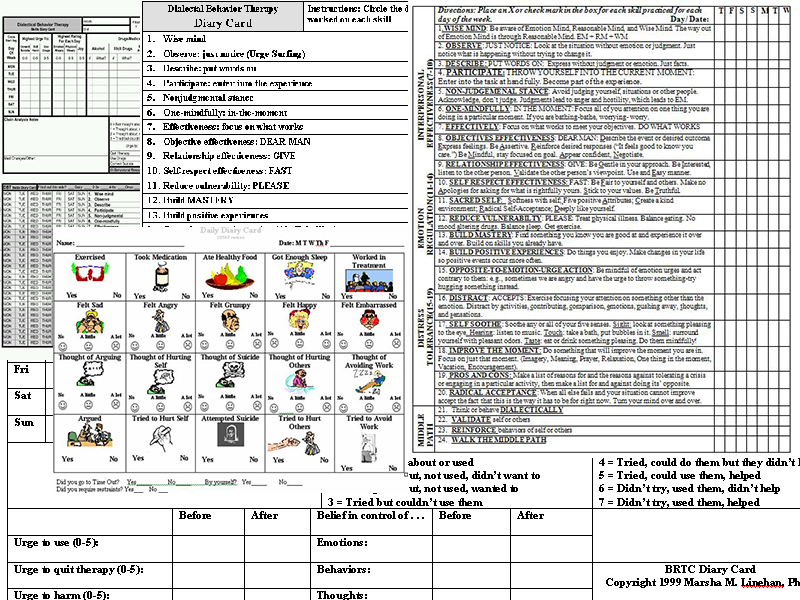 Dialectical Behavior Therapy
Diary Card
Instructions: Circle the d
worked on each skill
1. Wise mind
2. Observe: just notice (Urge Surfing)
3. Describe: put words on
4. Participate: enter into the experience
5. Nonjudgmental stance
6. One-mindfully: in-the-moment
7. Effectiveness: focus on what works
8. Objective effectiveness: DEAR MAN
9. Relationship effectiveness: GIVE
10. Self-respect effectiveness: FAST
11. Reduce vulnerability: PLEASE
12. Build MASTERY
13. Build positive experiences
Directions: Place an X or check mark in the box for each skill practiced for each
day of the week. Day/ Date:
T F S S M T W
INTERPERSONAL
EFFECTIVENESS(7-10)
EMOTION
REGULATION(11-14)
DISTRESS
TOLERANCE(15-19)
MIDDLE
PATH
1. WISE MIND: Be aware of Emotion Mind, Reasonable Mind, and Wise Mind. The way out
of Emotion Mind is through Reasonable Mind. EM + RM = WM
2. OBSERVE: JUST NOTICE: Look at the situation without emotion or judgment. Just
notice what is happening without trying to change it.
3. DESCRIBE: PUT WORDS ON: Express without judgment or emotion. Just facts.
4. PARTICIPATE: THROW YOURSELF INTO THE CURRENT MOMENT:
Enter into the task at hand fully. Become part of the experience.
5. NON-JUDGEMENTAL STANCE: Avoid judging yourself, situations or other people.
Acknowledge, don't judge. Judgments lead to anger and hostility, which leads to EM.
6. ONE-MINDFULLY: IN THE MOMENT: Focus all of you attention on one thing you are
doing in a particular moment. If you are bathing-bathe, worrying- worry.
7. EFFECTIVELY: Focus on what works to meet your objectives. DO WHAT WORKS
8. OBJECTIVES EFFECTIVENESS: DEAR MAN: Describe the event or desired outcome
Express feelings. Be Assertive. Reinforce desired responses ("It feels good to know you
care.") Be Mindful, stay focused on goal. Appear confident, Negotiate.
9. RELATIONSHIP EFFECTIVENESS: GIVE: Be Gentle in your approach. Be Interested,
listen to the other person. Validate the other person's viewpoint. Use and Easy manner.
10. SELF RESPECT EFFECTIVENESS: FAST: Be Fair to yourself and others. Make no
Apologies for asking for what is rightfully yours. Stick to your values. Be Truthful.
11. SACRED SELF: Softness with self; Five positive Attributes; Create a kind
environment; Radical Self-Acceptance; Deeply like yourself.
12. REDUCE VULNERABILITY: PLEASE: Treat physical illness. Balance eating. No
mood altering drugs. Balance sleep. Get exercise.
13. BUILD MASTERY: Find something you know you are good at and experience it over
and over. Build on skills you already have.
14. BUILD POSITIVE EXPERIENCES: Do things you enjoy. Make changes in your life
so positive events occur more often.
15. OPPOSITE-TO-EMOTION-URGE ACTION: Be mindful of emotion urges and act
contrary to them: e.g., sometimes we are angry and have the urge to throw something-try
hugging something instead.
16. DISTRACT: ACCEPTS: Exercise focusing your attention on something other than the
emotion. Distract by activities, contributing, comparison, emotions, pushing away, thoughts,
and sensations.
17. SELF SOOTHE: Soothe any or all of your five senses. Sight: look at something pleasing
to the eye. Hearing: listen to music. Touch: take a bath, put bubbles in it. Smell: surround
yourself with pleasant odors. Taste: eat or drink something pleasing. Do them mindfully!
18. IMPROVE THE MOMENT: Do something that will improve the moment you are in.
Focus on just that moment. (Imagery, Meaning, Prayer, Relaxation, One thing in the moment,
Vacation, Encouragement).
19. PROS AND CONS: Make a list of reasons for and the reasons against tolerating a crisis
or engaging in a particular activity, then make a list for and against doing its' opposite.
20. RADICAL ACCEPTANCE: When all else fails and your situation cannot improve
accept the fact that this is the way it has to be for right now. Turn your mind over and over.
21. Think or behave DIALECTICALLY
22. VALIDATE self or others
23. REINFORCE behaviors of self or others
24. WALK THE MIDDLE PATH
Daily Diary Card
Name: Date: M T W Th F
Exercised Took Medication Ate Healthy Food Got Enough Sleep Worked in Treatment
Yes No Yes No Yes No Yes No Yes No
Felt Sad Felt Angry Felt Grumpy Felt Happy Felt Embarrassed
No A little A lot No A little A lot No A little A lot No A little A lot No A little A lot
Thought of Arguing Thought of Hurting Self Thought of Suicide Thought of Hurting Others Thought of Avoiding Work
No A little A lot No A little A lot No A little A lot No A little A lot No A little A lot
Argued Tried to Hurt Self Attempted Suicide Tried to Hurt Others Tried to Avoid Work
Yes No Yes No Yes No Yes No Yes No
Did you go to Time Out? Yes No By yourself? Yes No
Did you require restraints? Yes No
Fri
Sat
Sun
about or used
ut, not used, didn't want to
ut, not used, wanted to
3 = Tried but couldn't use them
4 = Tried, could do them but they didn't
5 = Tried, could use them, helped
6 = Didn't try, used them, didn't help
7 = Didn't try, used them, helped
Before After Belief in control of . . . Before After
Urge to use (0-5): Emotions:
Urge to quit therapy (0-5): Behaviors:
Urge to harm (0-5): Thoughts:
BRTC Diary Card
Copyright 1999 Marsha M. Linehan, Ph